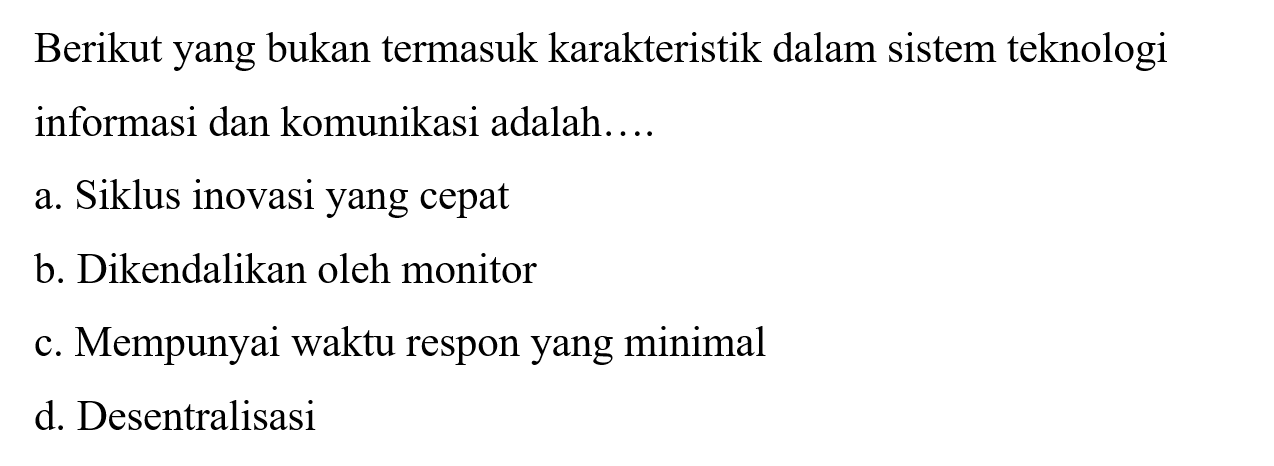 Berikut yang bukan termasuk karakteristik dalam sistem teknologi
informasi dan komunikasi adalah….
a. Siklus inovasi yang cepat
b. Dikendalikan oleh monitor
c. Mempunyai waktu respon yang minimal
d. Desentralisasi